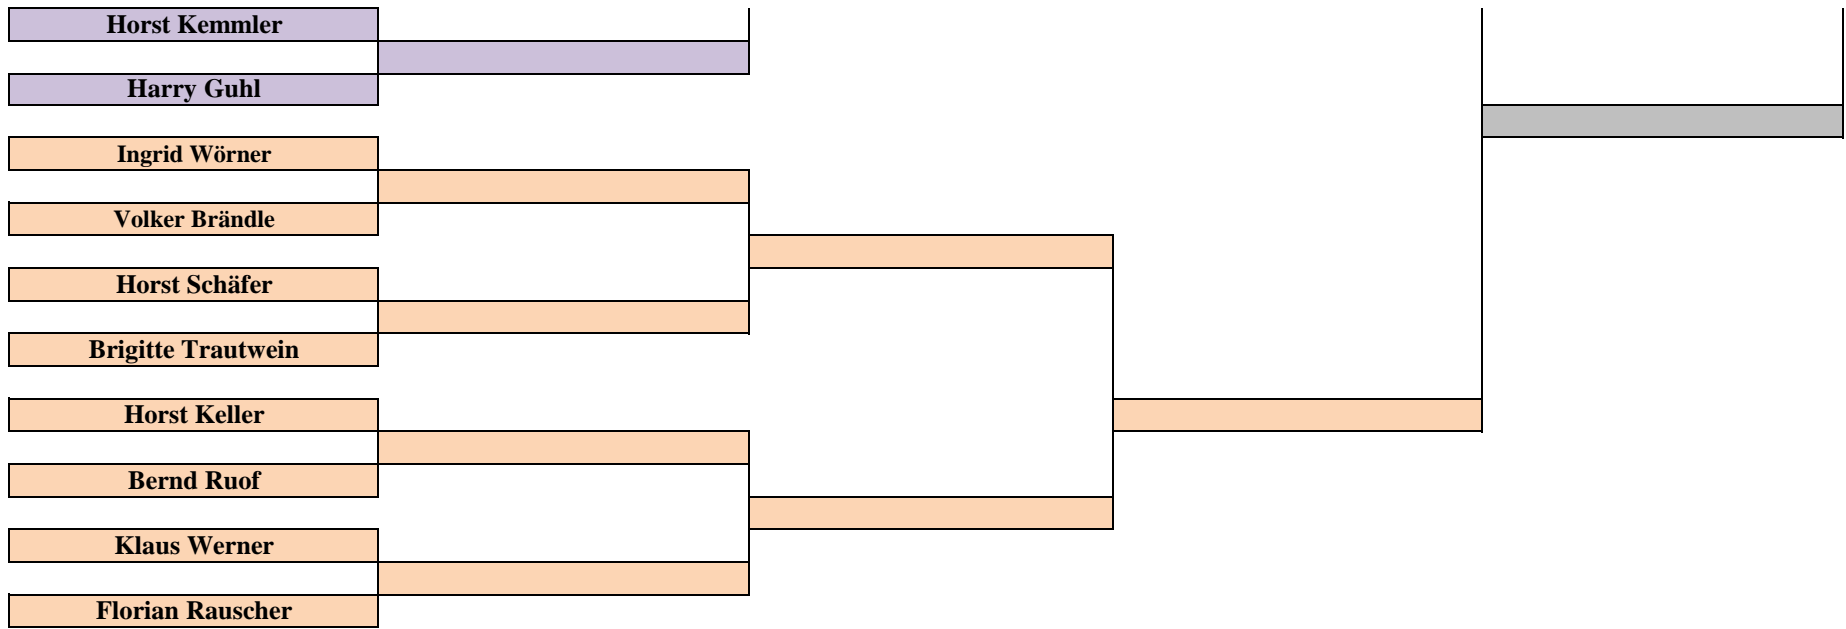 Horst Kemmler
Harry Guhl
Ingrid Wörner
Volker Brändle
Horst Schäfer
Brigitte Trautwein
Horst Keller
Bernd Ruof
Klaus Werner
Florian Rauscher